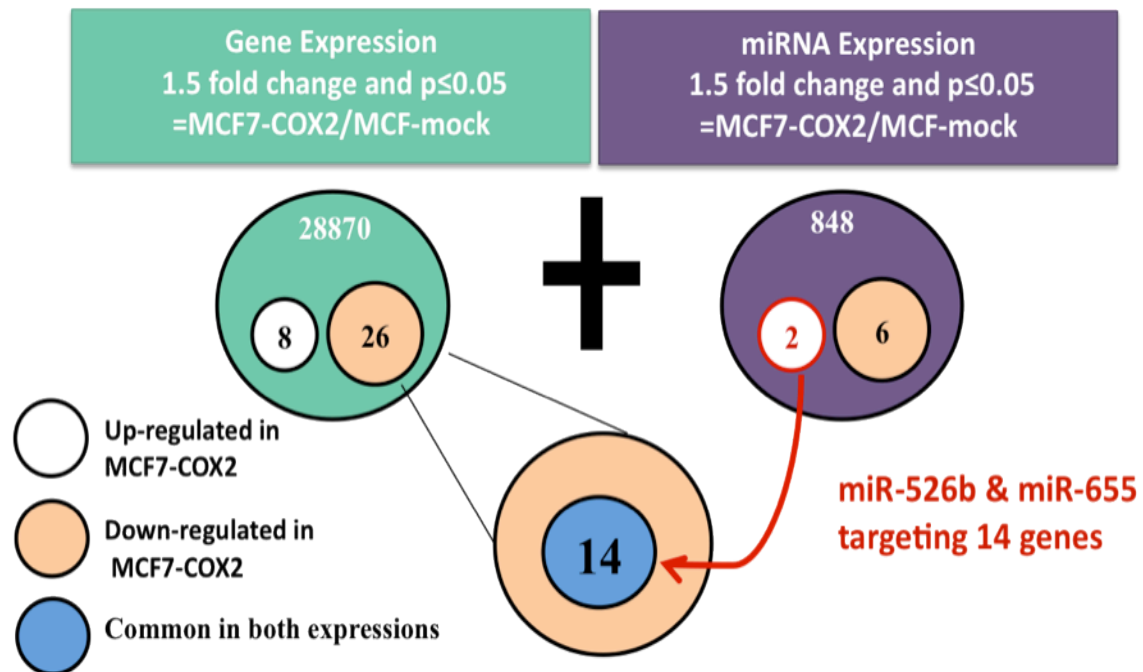 Gene Expression
1.5 fold change and p≤0.05
=MCF7-COX2/MCF-mock
miRNA Expression
1.5 fold change and p≤0.05
=MCF7-COX2/MCF-mock
28870
8
26
848
2
6
Up-regulated in
MCF7-COX2
Down-regulated in
MCF7-COX2
Common in both expressions
14
miR-526b & miR-655
targeting 14 genes